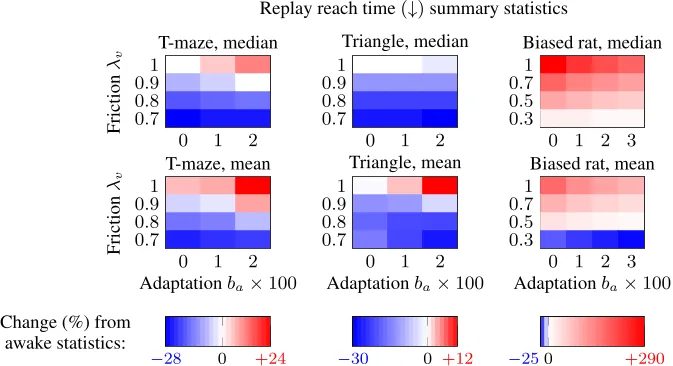 Replay reach time (↓) summary statistics
T-maze, median Triangle, median Biased rat, median
Friction λᵥ
1 0.9 0.8 0.7
0 1 2
1 0.9 0.8 0.7
0 1 2
1 0.7 0.5 0.3
0 1 2 3
T-maze, mean Triangle, mean Biased rat, mean
Friction λᵥ
1 0.9 0.8 0.7
0 1 2
1 0.9 0.8 0.7
0 1 2
1 0.7 0.5 0.3
0 1 2 3
Adaptation bₐ × 100 Adaptation bₐ × 100 Adaptation bₐ × 100
Change (%) from
awake statistics:
−28 0 +24 −30 0 +12 −25 0 +290